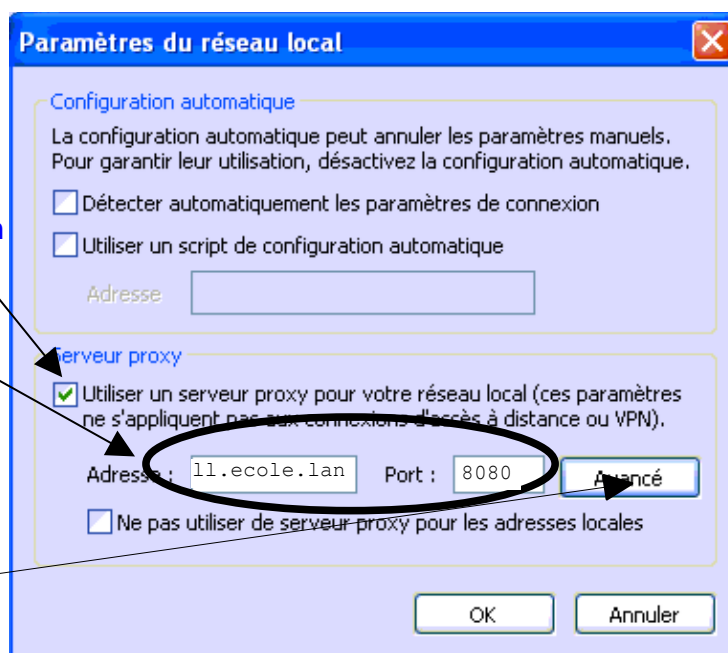 Paramètres du réseau local
Configuration automatique
La configuration automatique peut annuler les paramètres manuels.
Pour garantir leur utilisation, désactivez la configuration automatique.
Détecter automatiquement les paramètres de connexion
Utiliser un script de configuration automatique
Adresse
Serveur proxy
Utiliser un serveur proxy pour votre réseau local (ces paramètres
ne s'appliquent pas aux connexions d'accès à distance ou VPN).
Adresse : ll.ecole.lan Port : 8080 Avancé
Ne pas utiliser de serveur proxy pour les adresses locales
OK Annuler